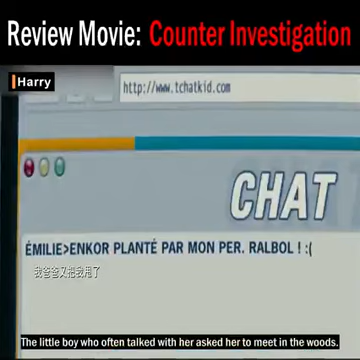 Review Movie: Counter Investigation
Harry
http://www.tchatkid.com
CHAT
ÉMILIE>ENKOR PLANTÉ PAR MON PER. RALBOL ! :(
我爸爸又把我甩了
The little boy who often talked with her asked her to meet in the woods.